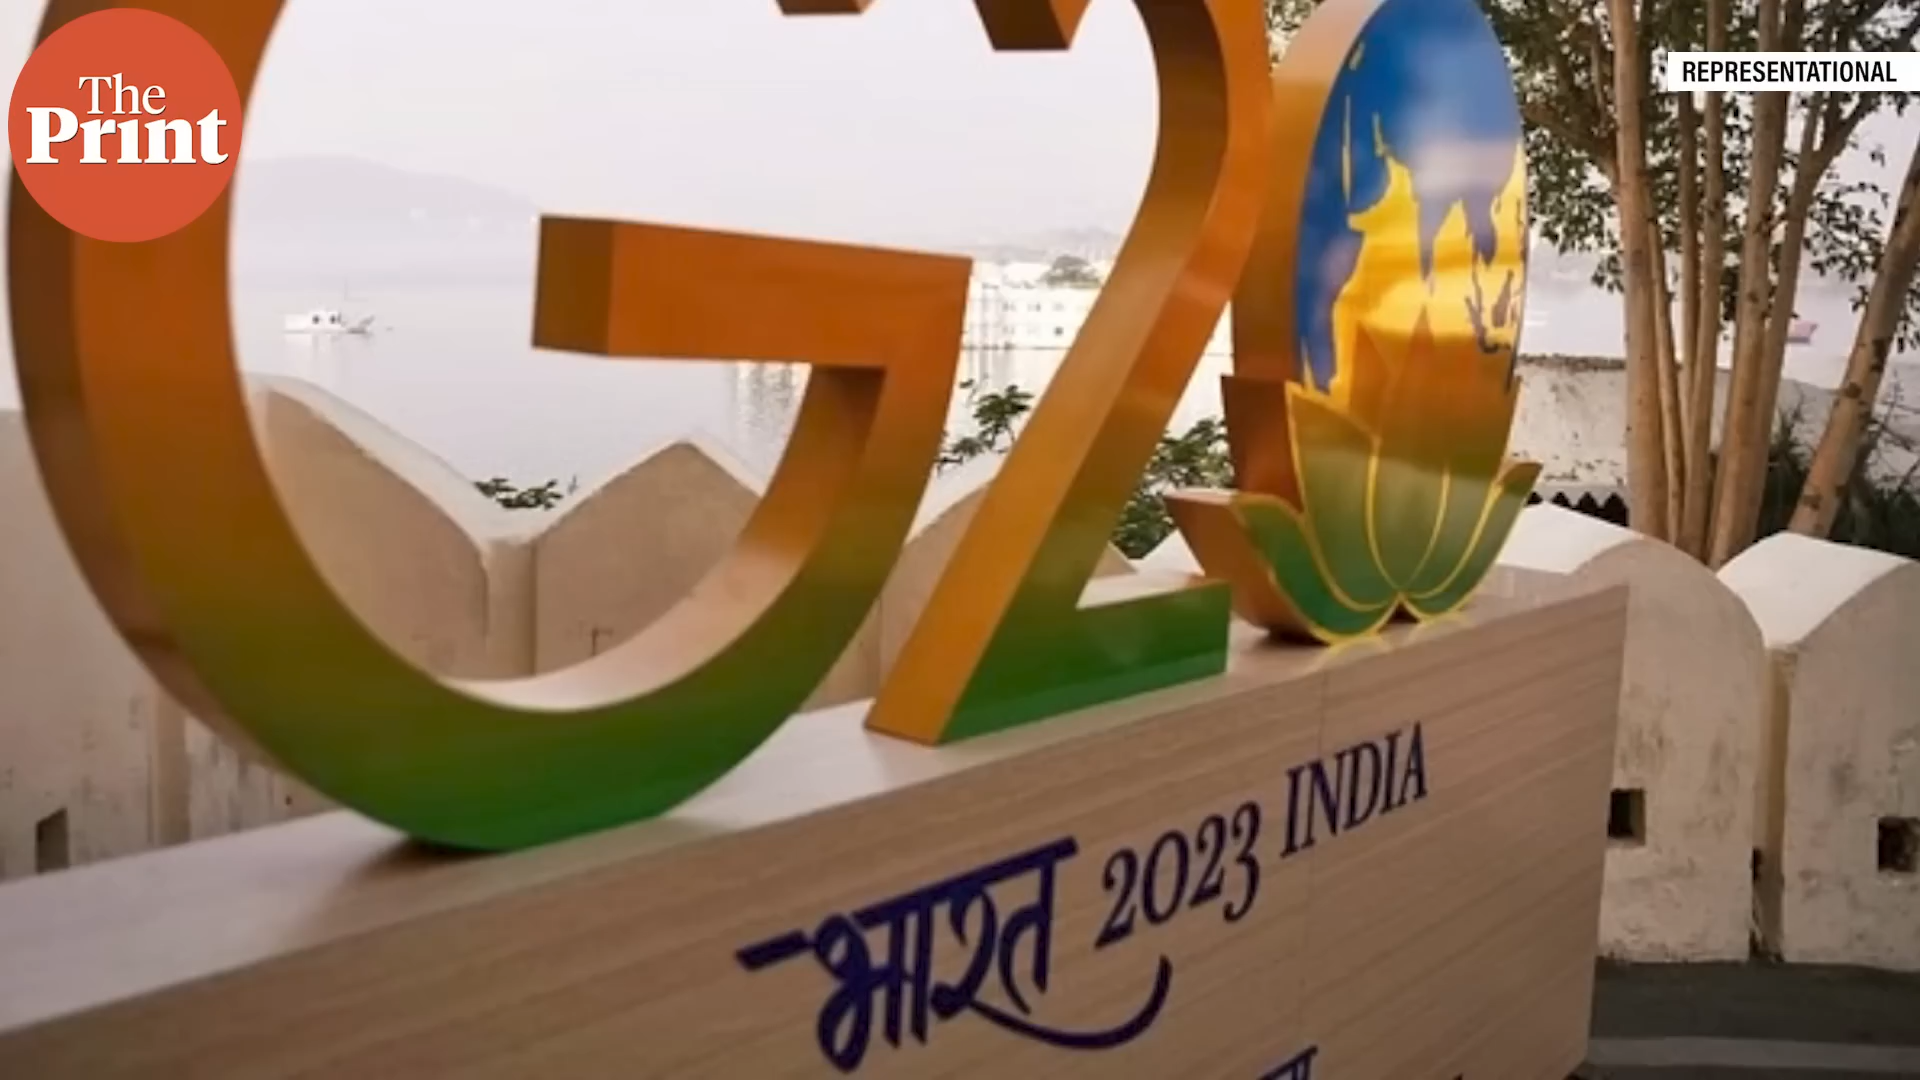 The
Print
REPRESENTATIONAL
G20
भारत 2023 INDIA